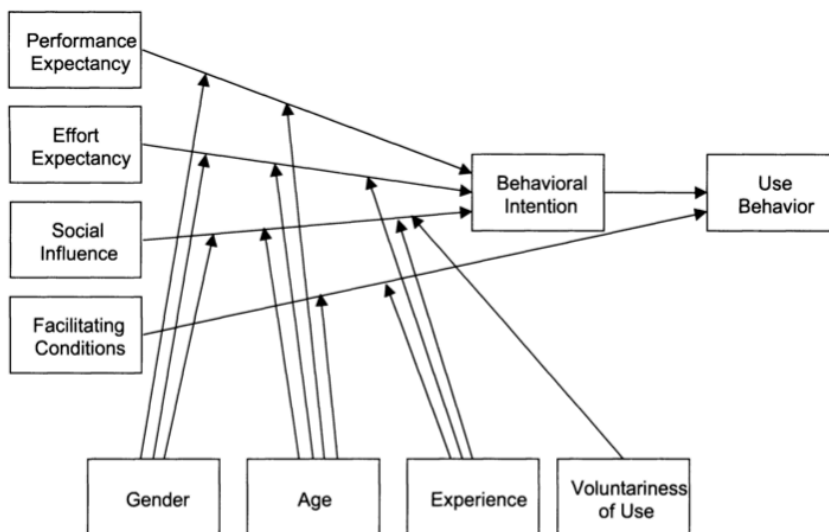 Performance
Expectancy
Effort
Expectancy
Social
Influence
Facilitating
Conditions
Behavioral
Intention
Use
Behavior
Gender
Age
Experience
Voluntariness
of Use